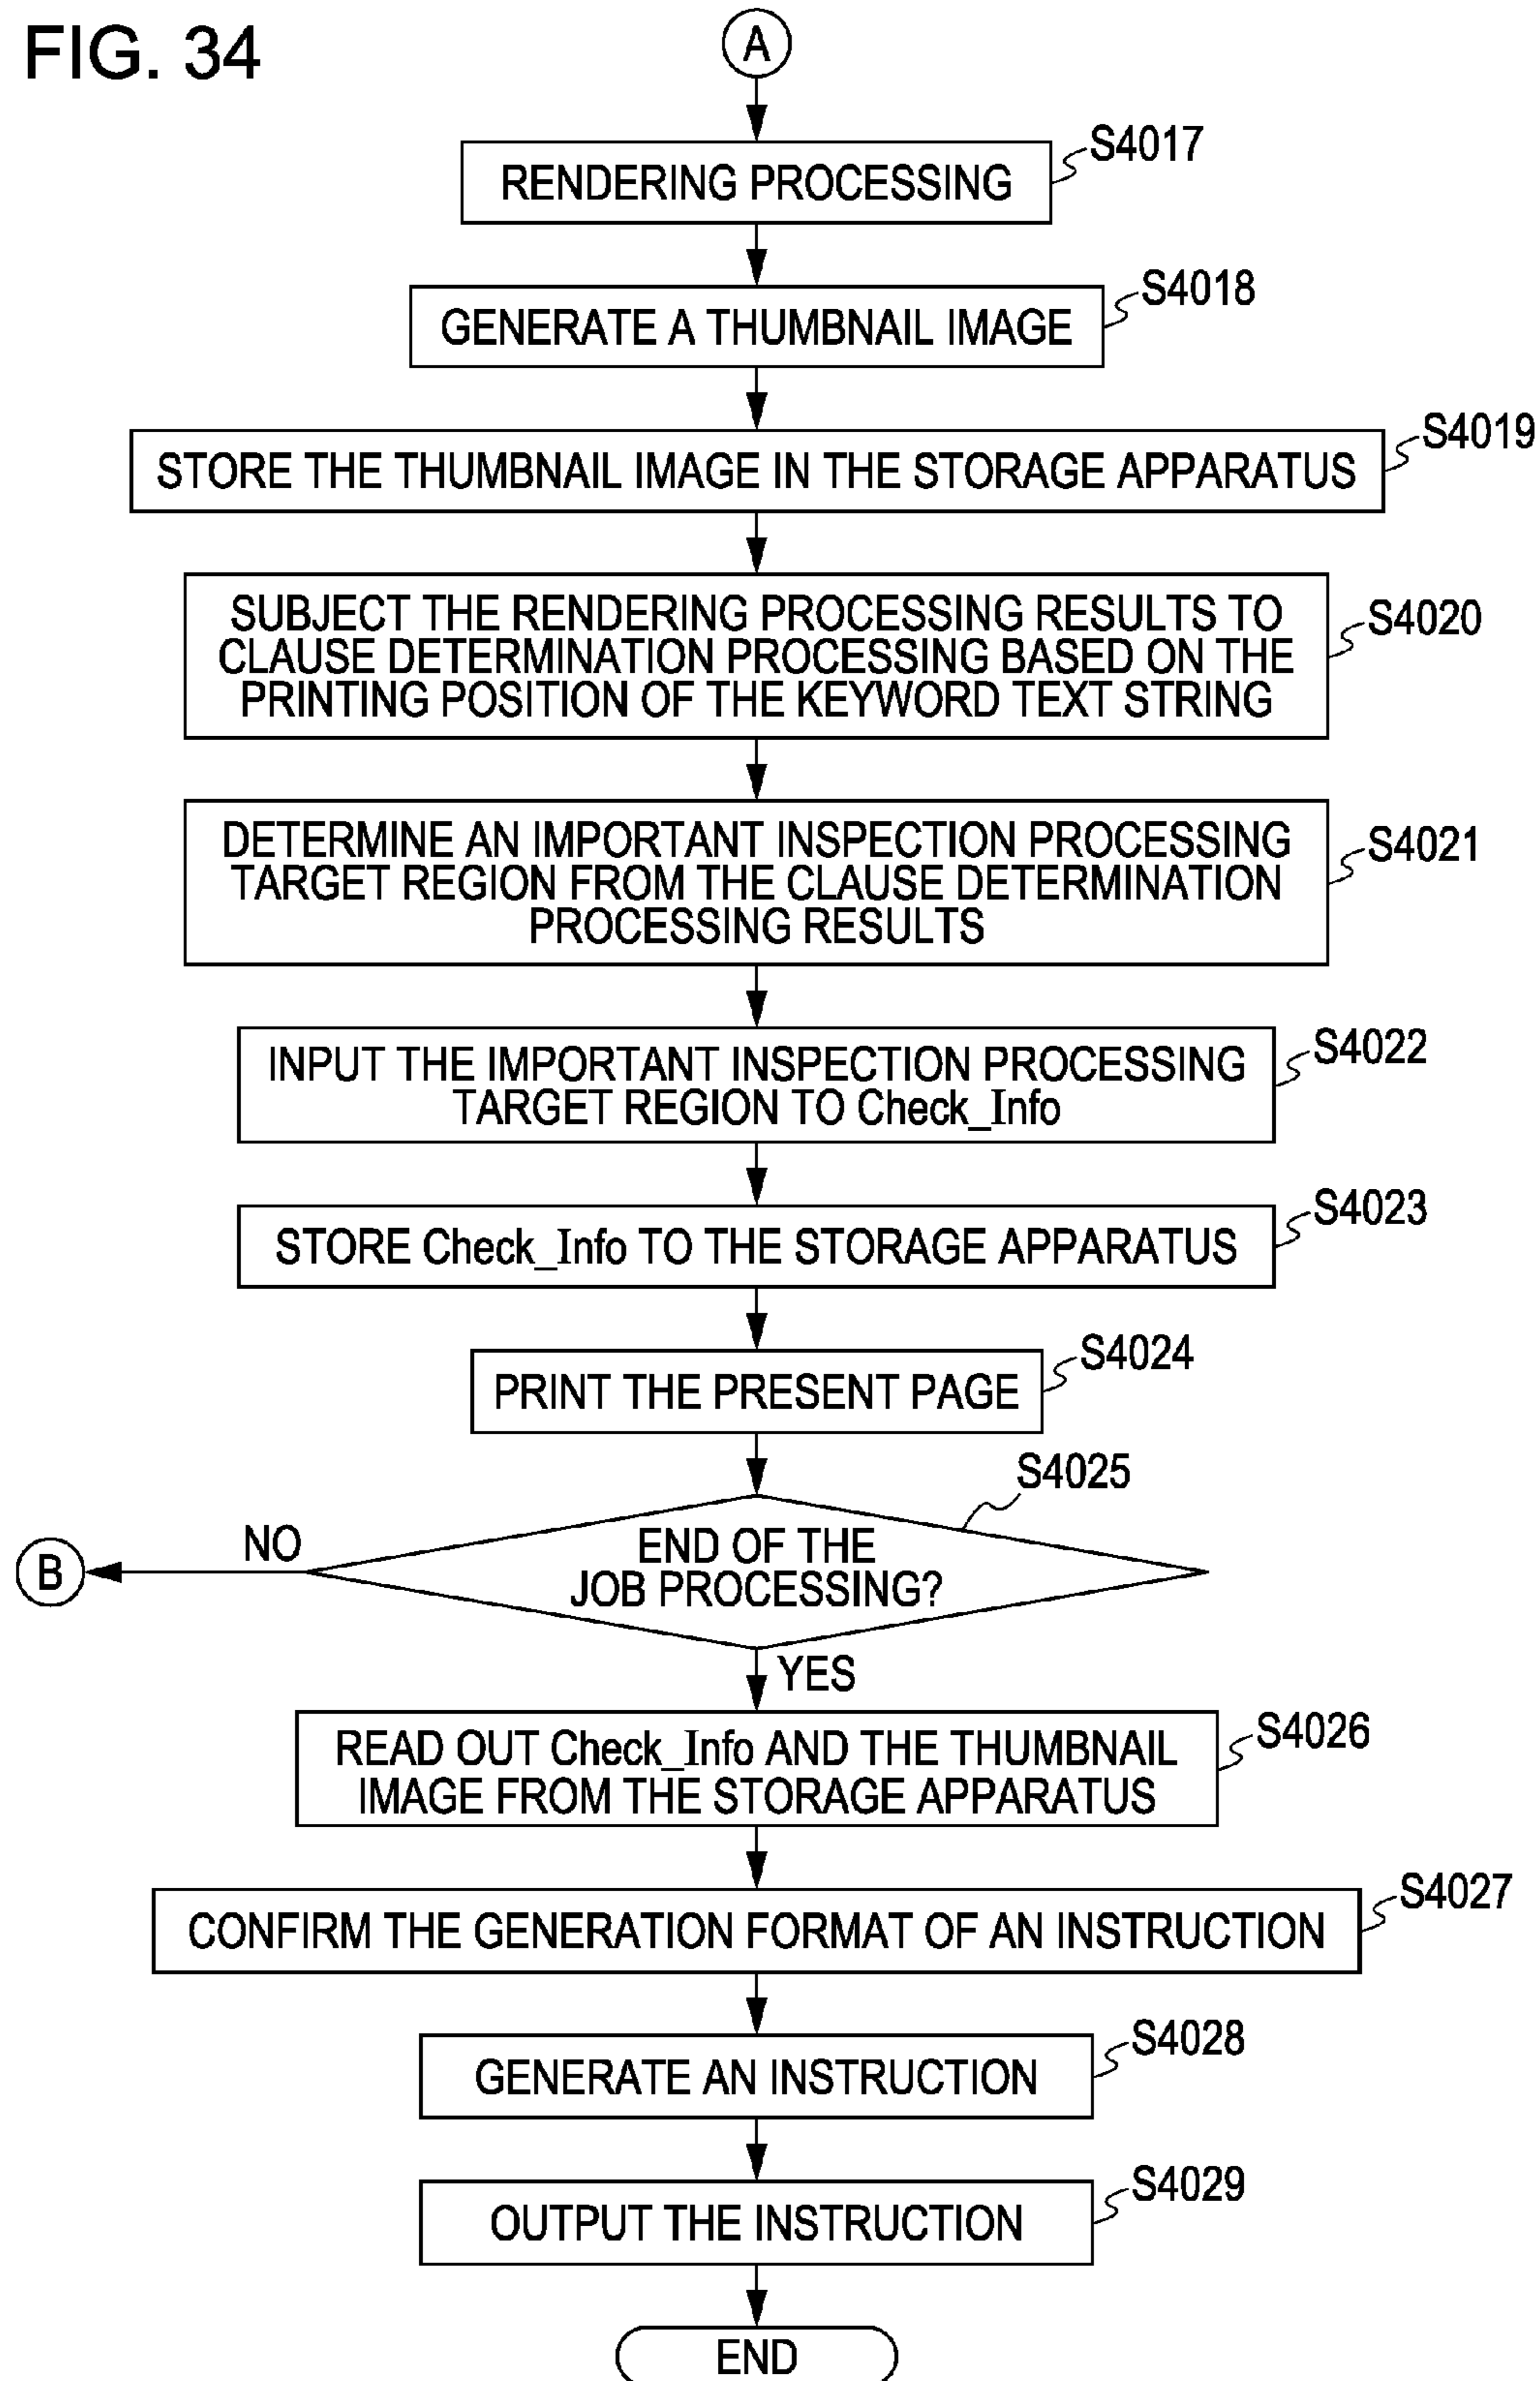 FIG. 34
A
RENDERING PROCESSING
S4017
GENERATE A THUMBNAIL IMAGE
S4018
STORE THE THUMBNAIL IMAGE IN THE STORAGE APPARATUS
S4019
SUBJECT THE RENDERING PROCESSING RESULTS TO
CLAUSE DETERMINATION PROCESSING BASED ON THE
PRINTING POSITION OF THE KEYWORD TEXT STRING
S4020
DETERMINE AN IMPORTANT INSPECTION PROCESSING
TARGET REGION FROM THE CLAUSE DETERMINATION
PROCESSING RESULTS
S4021
INPUT THE IMPORTANT INSPECTION PROCESSING
TARGET REGION TO Check_Info
S4022
STORE Check_Info TO THE STORAGE APPARATUS
S4023
PRINT THE PRESENT PAGE
S4024
S4025
END OF THE
JOB PROCESSING?
NO
B
YES
READ OUT Check_Info AND THE THUMBNAIL
IMAGE FROM THE STORAGE APPARATUS
S4026
CONFIRM THE GENERATION FORMAT OF AN INSTRUCTION
S4027
GENERATE AN INSTRUCTION
S4028
OUTPUT THE INSTRUCTION
S4029
END